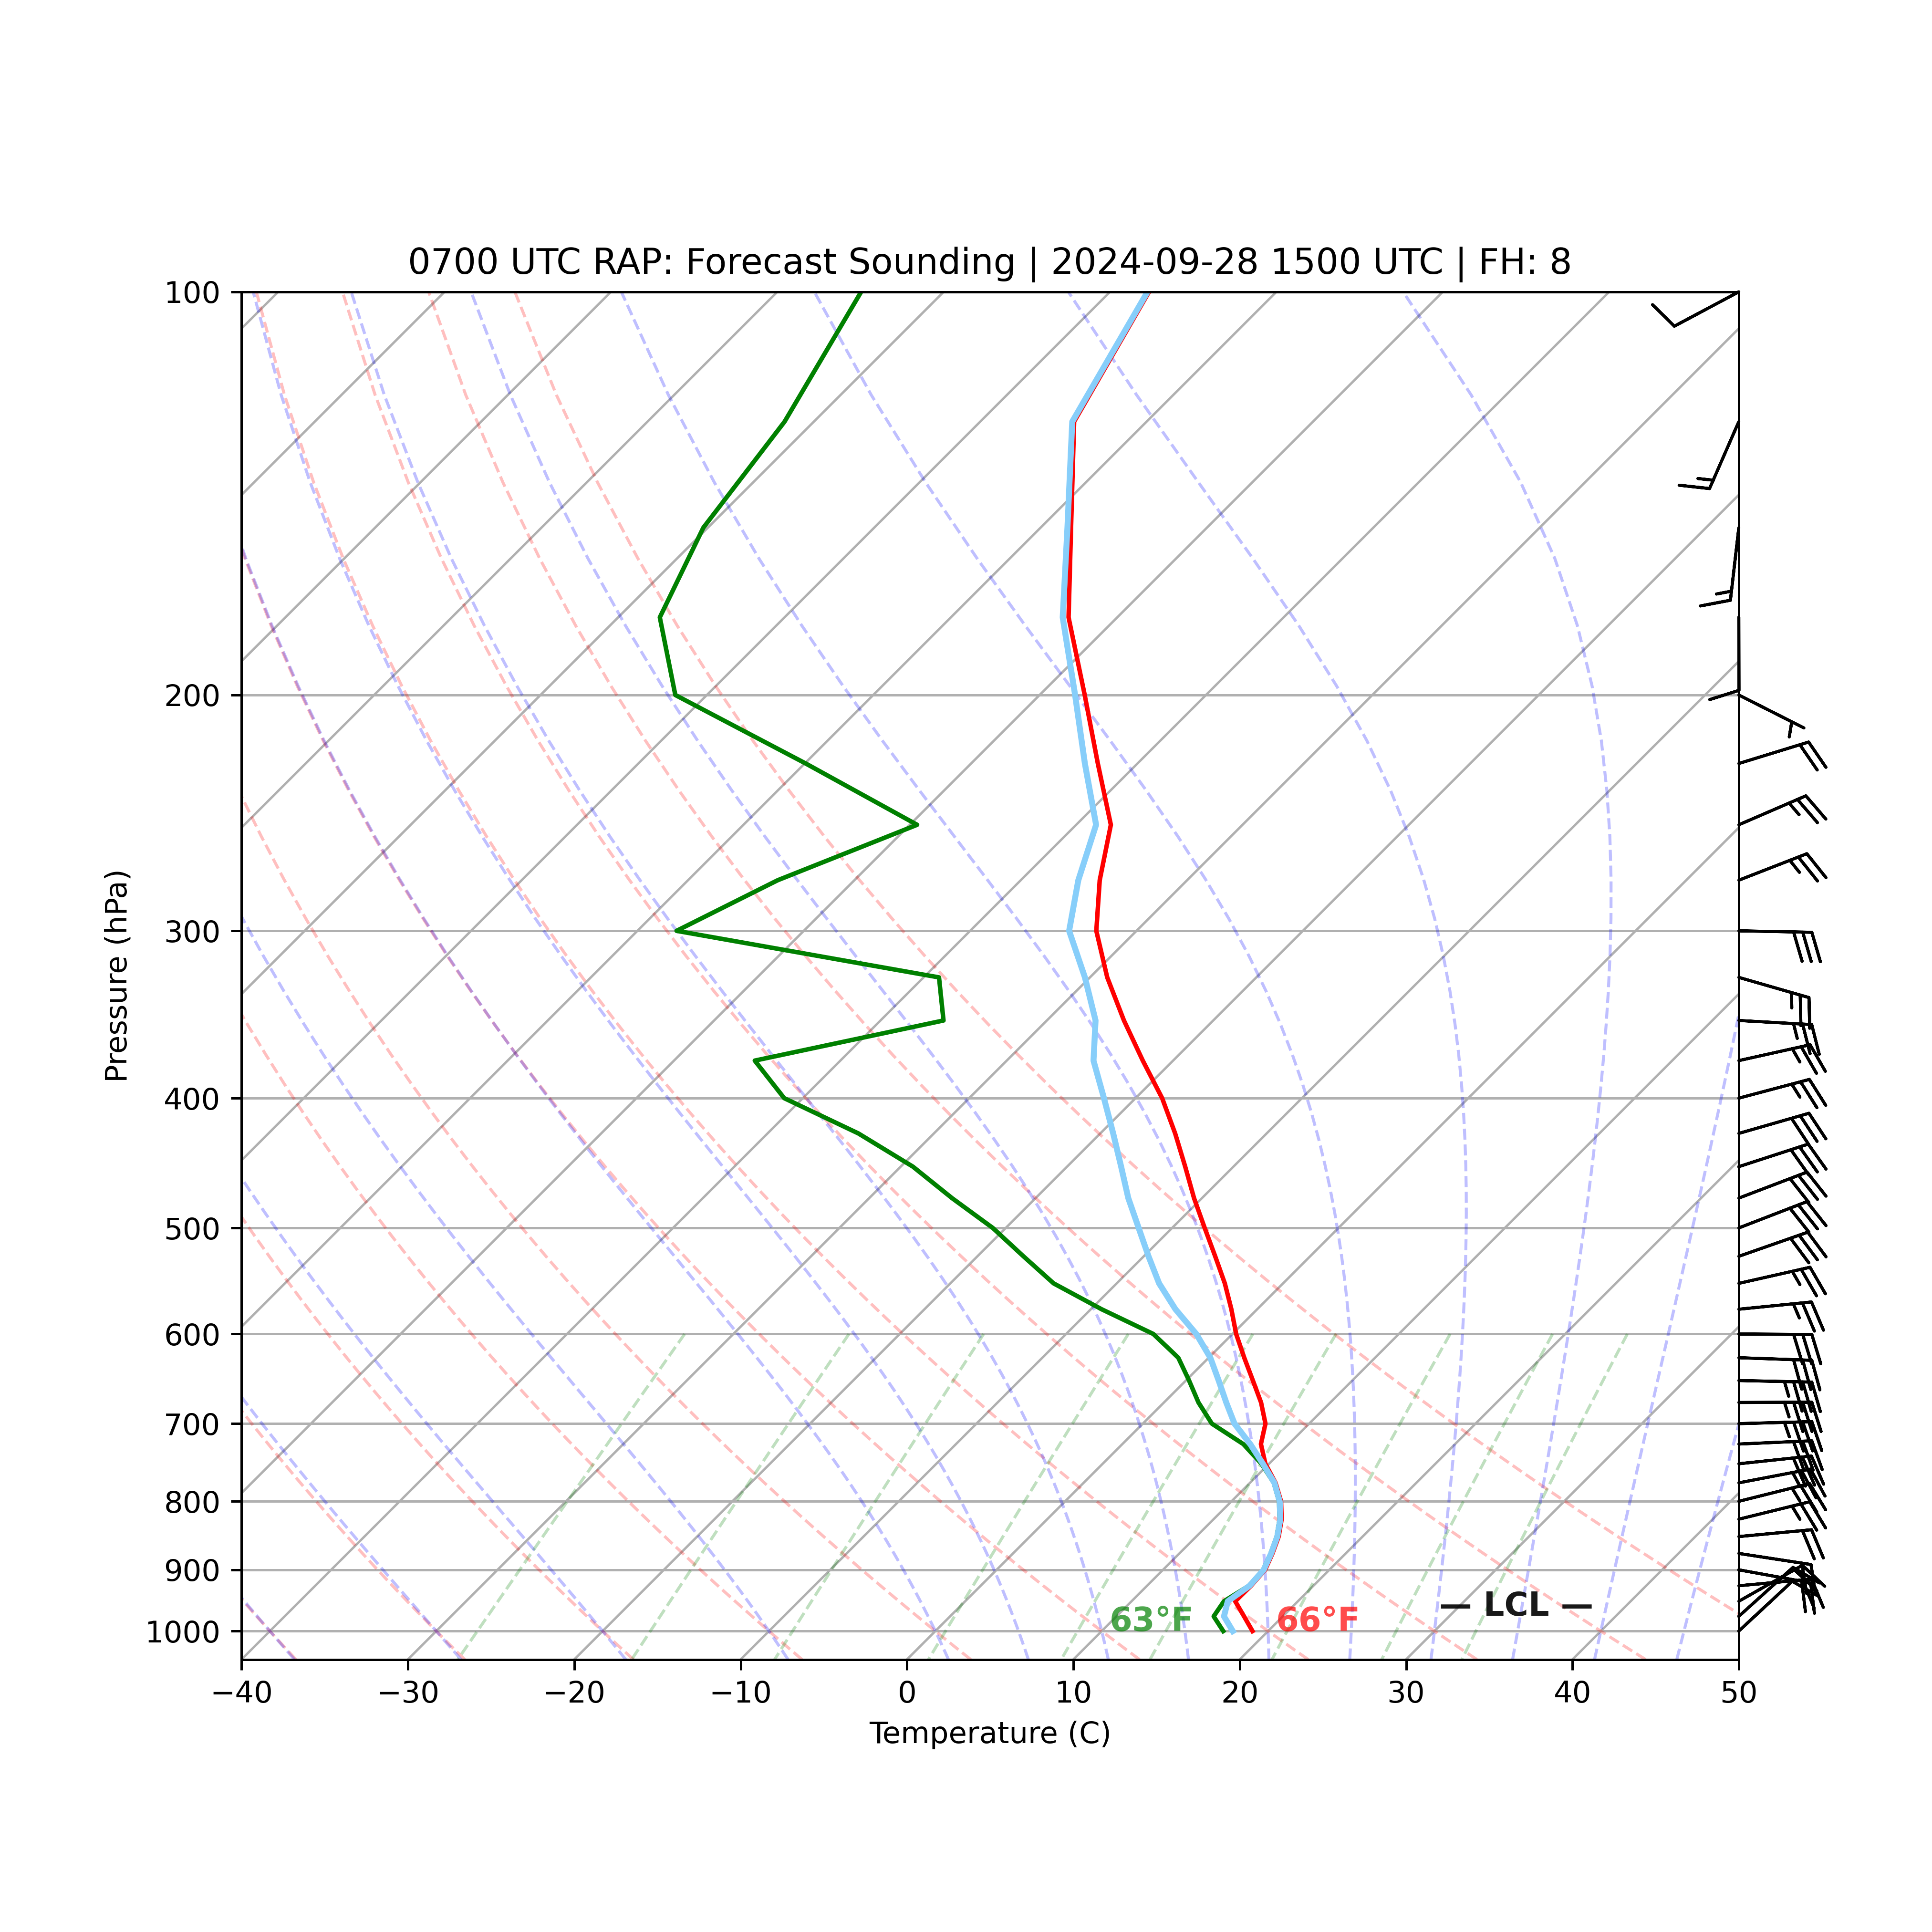 0700 UTC RAP: Forecast Sounding | 2024-09-28 1500 UTC | FH: 8
100
200
300
400
500
600
700
800
900
1000
Pressure (hPa)
63°F
66°F
— LCL —
−40 −30 −20 −10 0 10 20 30 40 50
Temperature (C)